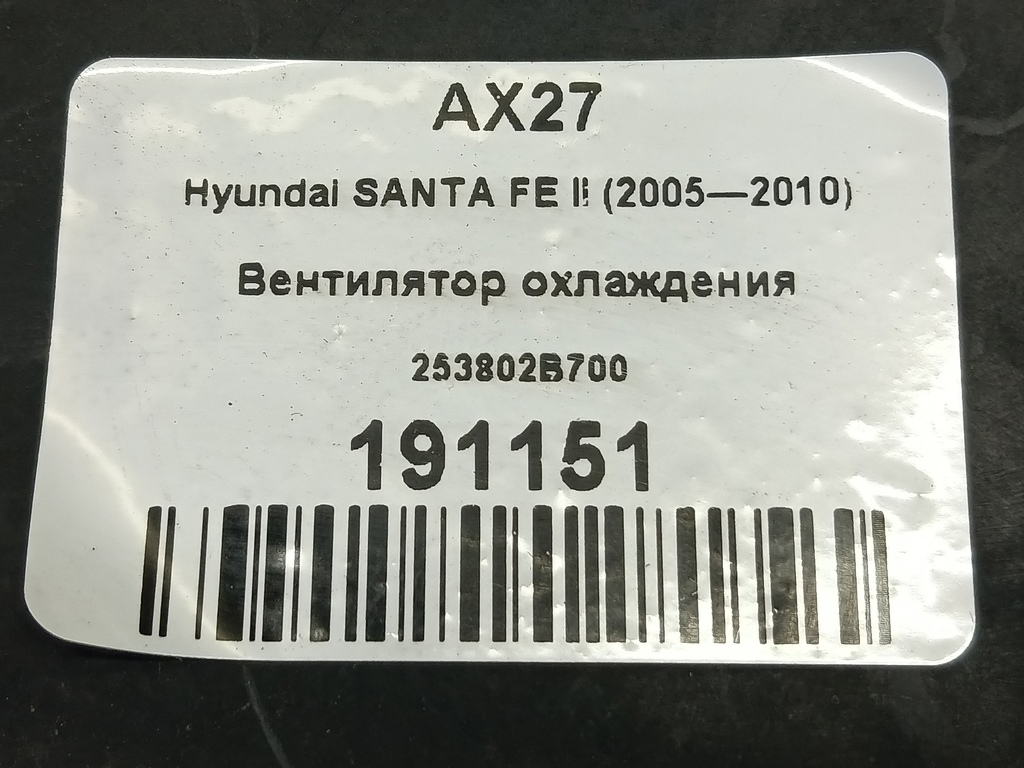 AX27
Hyundai SANTA FE II (2005—2010)
Вентилятор охлаждения
253802B700
191151